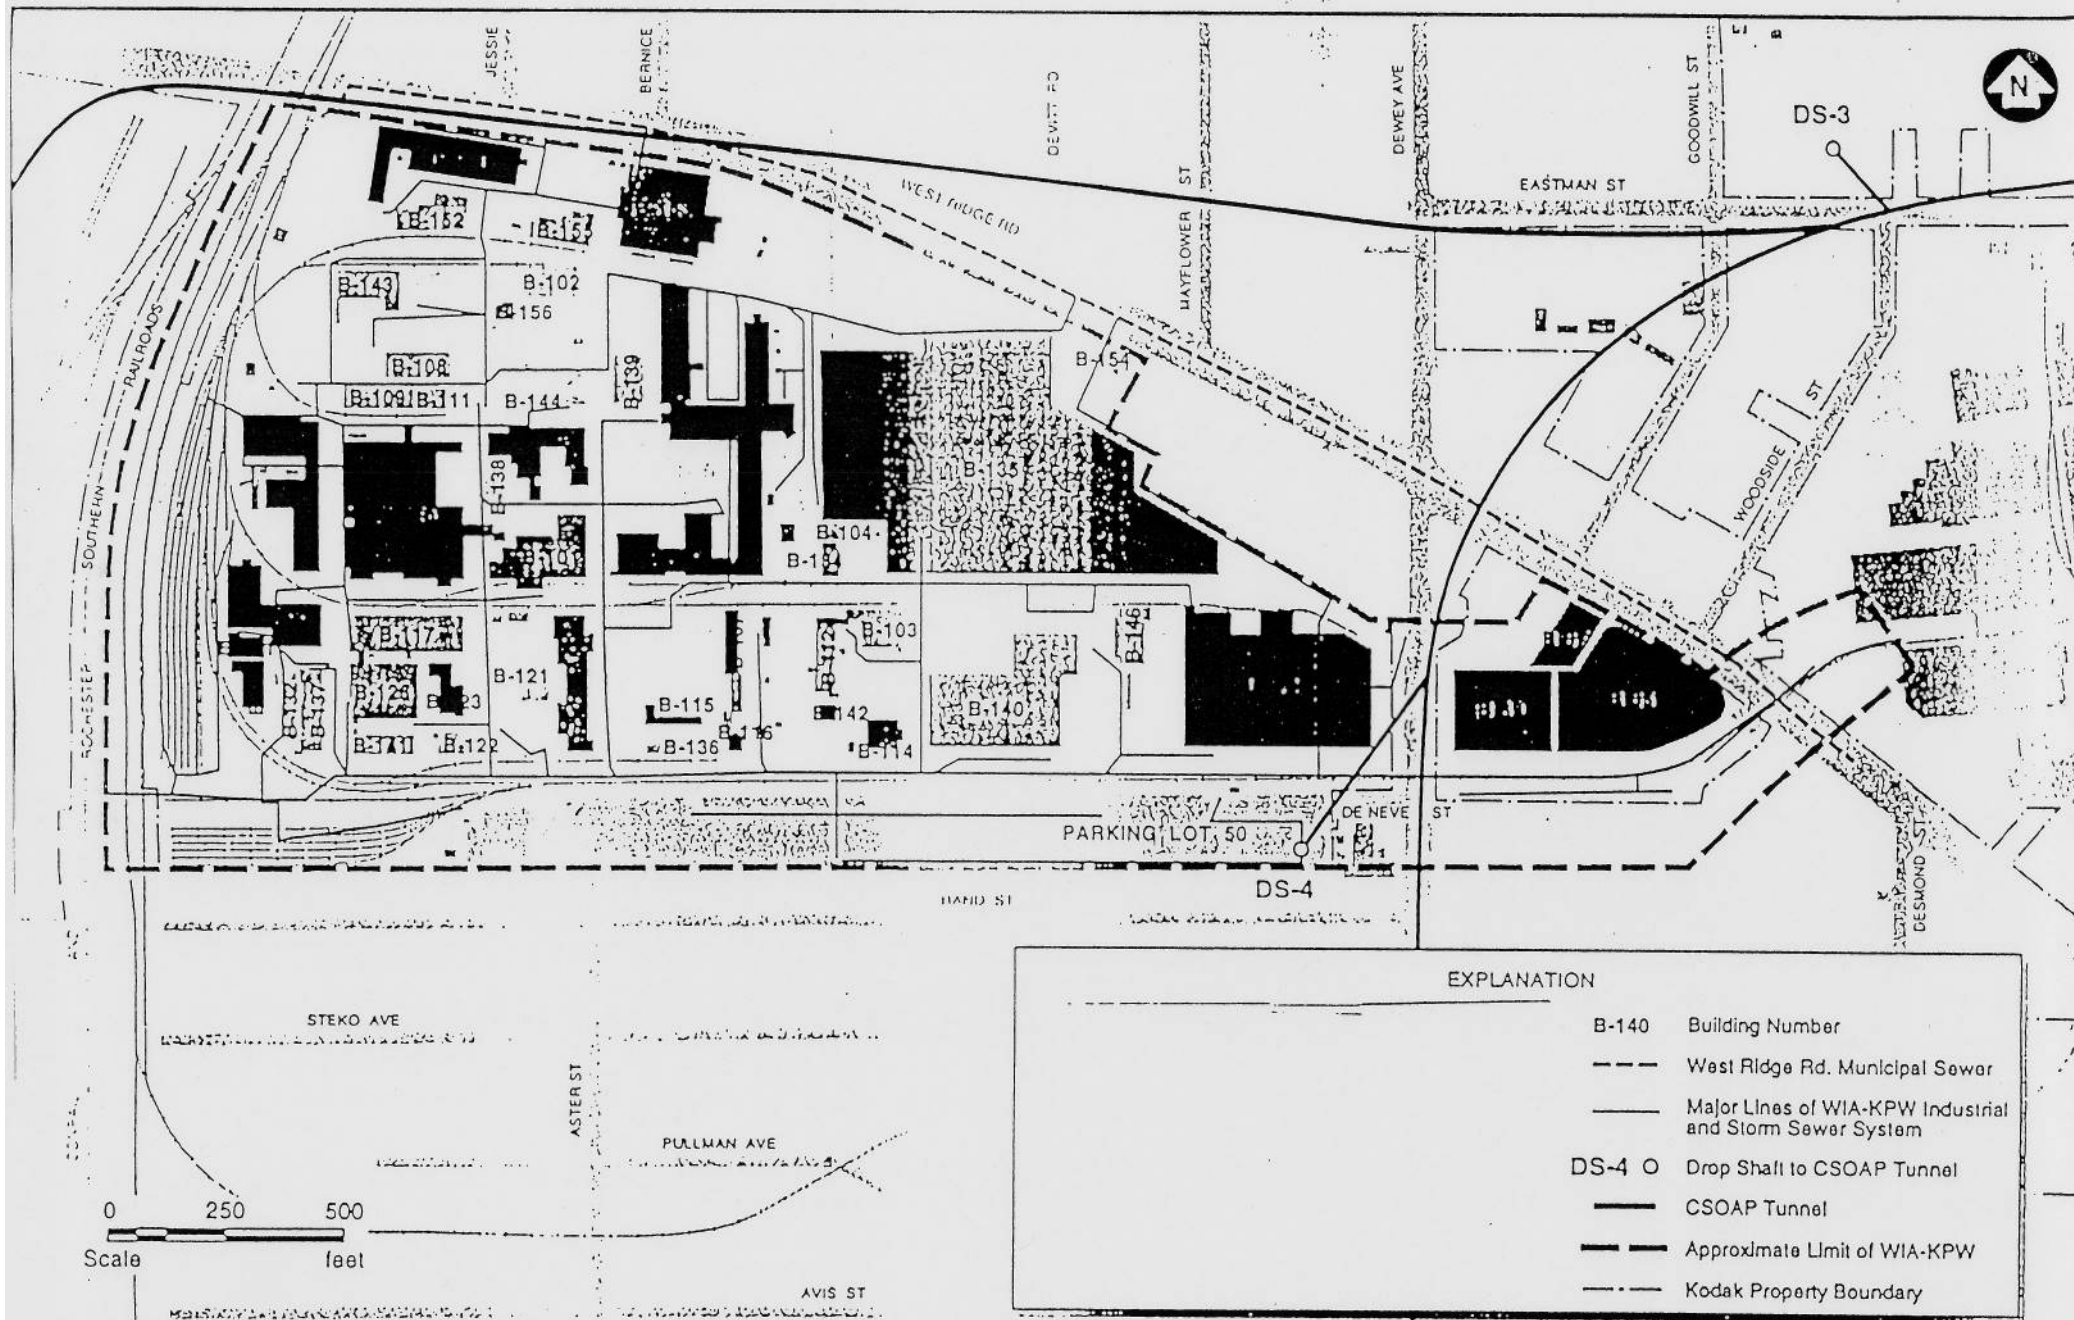 JESSIE
BERNICE
DEVITT RD
MAYFLOWER ST
DEWEY AVE
GOODWILL ST
N
DS-3
EASTMAN ST
WEST RIDGE RD
B-152
B-143
B-102
B-156
RAILROADS
B-108
B-109
B-111
B-144
B-139
B-154
B-135
B-138
B-101
B-104
WOODSIDE ST
SOUTHERN
ROCHESTER
B-117
B-103
B-112
B-146
B-121
B-132
B-137
B-115
B-140
B-142
B-116
B-122
B-136
B-114
DE NEVE ST
PARKING LOT 50
DS-4
HAND ST
DESMOND ST
STEKO AVE
ASTER ST
PULLMAN AVE
AVIS ST
0 250 500
Scale feet
EXPLANATION
B-140 Building Number
West Ridge Rd. Municipal Sewer
Major Lines of WIA-KPW Industrial
and Storm Sewer System
DS-4 Drop Shaft to CSOAP Tunnel
CSOAP Tunnel
Approximate Limit of WIA-KPW
Kodak Property Boundary